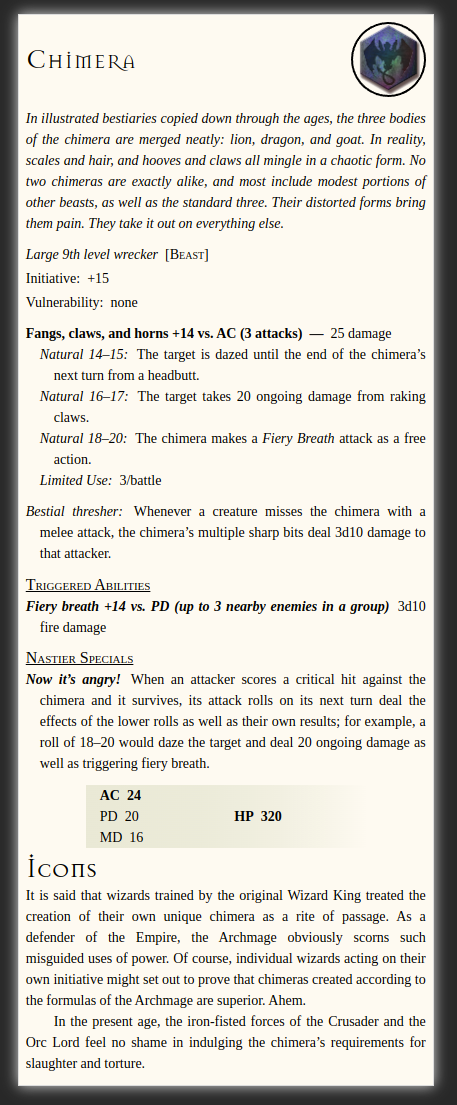 Chimera
In illustrated bestiaries copied down through the ages, the three bodies
of the chimera are merged neatly: lion, dragon, and goat. In reality,
scales and hair, and hooves and claws all mingle in a chaotic form. No
two chimeras are exactly alike, and most include modest portions of
other beasts, as well as the standard three. Their distorted forms bring
them pain. They take it out on everything else.
Large 9th level wrecker [Beast]
Initiative: +15
Vulnerability: none
Fangs, claws, and horns +14 vs. AC (3 attacks) — 25 damage
Natural 14–15: The target is dazed until the end of the chimera’s
next turn from a headbutt.
Natural 16–17: The target takes 20 ongoing damage from raking
claws.
Natural 18–20: The chimera makes a Fiery Breath attack as a free
action.
Limited Use: 3/battle
Bestial thresher: Whenever a creature misses the chimera with a
melee attack, the chimera’s multiple sharp bits deal 3d10 damage to
that attacker.
Triggered Abilities
Fiery breath +14 vs. PD (up to 3 nearby enemies in a group) 3d10
fire damage
Nastier Specials
Now it’s angry! When an attacker scores a critical hit against the
chimera and it survives, its attack rolls on its next turn deal the
effects of the lower rolls as well as their own results; for example, a
roll of 18–20 would daze the target and deal 20 ongoing damage as
well as triggering fiery breath.
AC 24
PD 20 HP 320
MD 16
Icons
It is said that wizards trained by the original Wizard King treated the
creation of their own unique chimera as a rite of passage. As a
defender of the Empire, the Archmage obviously scorns such
misguided uses of power. Of course, individual wizards acting on their
own initiative might set out to prove that chimeras created according to
the formulas of the Archmage are superior. Ahem.
In the present age, the iron-fisted forces of the Crusader and the
Orc Lord feel no shame in indulging the chimera’s requirements for
slaughter and torture.